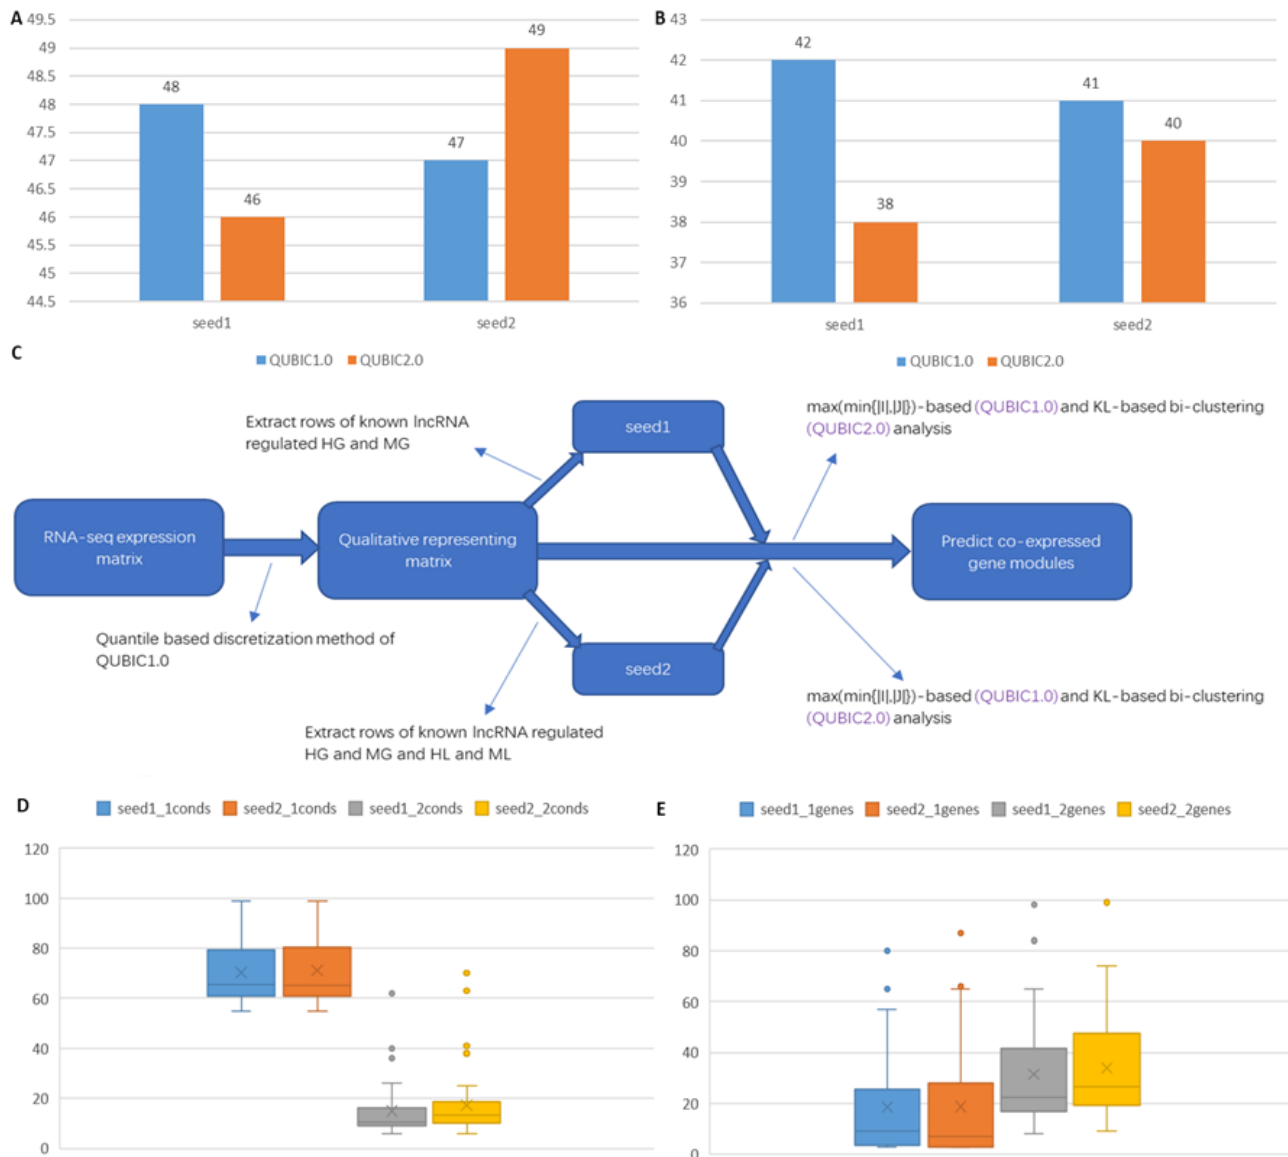 A
49.5
49
48.5
48
47.5
47
46.5
46
45.5
45
44.5
48
46
47
49
seed1
seed2
QUBIC1.0
QUBIC2.0
B
43
42
41
40
39
38
37
36
42
38
41
40
seed1
seed2
QUBIC1.0
QUBIC2.0
C
Extract rows of known lncRNA
regulated HG and MG
seed1
max(min{|I|,|J|})-based (QUBIC1.0) and KL-based bi-clustering
(QUBIC2.0) analysis
RNA-seq expression
matrix
Qualitative representing
matrix
Predict co-expressed
gene modules
Quantile based discretization method of
QUBIC1.0
seed2
Extract rows of known lncRNA regulated
HG and MG and HL and ML
max(min{|I|,|J|})-based (QUBIC1.0) and KL-based bi-clustering
(QUBIC2.0) analysis
D
seed1_1conds
seed2_1conds
seed1_2conds
seed2_2conds
120
100
80
60
40
20
0
E
seed1_1genes
seed2_1genes
seed1_2genes
seed2_2genes
120
100
80
60
40
20
0